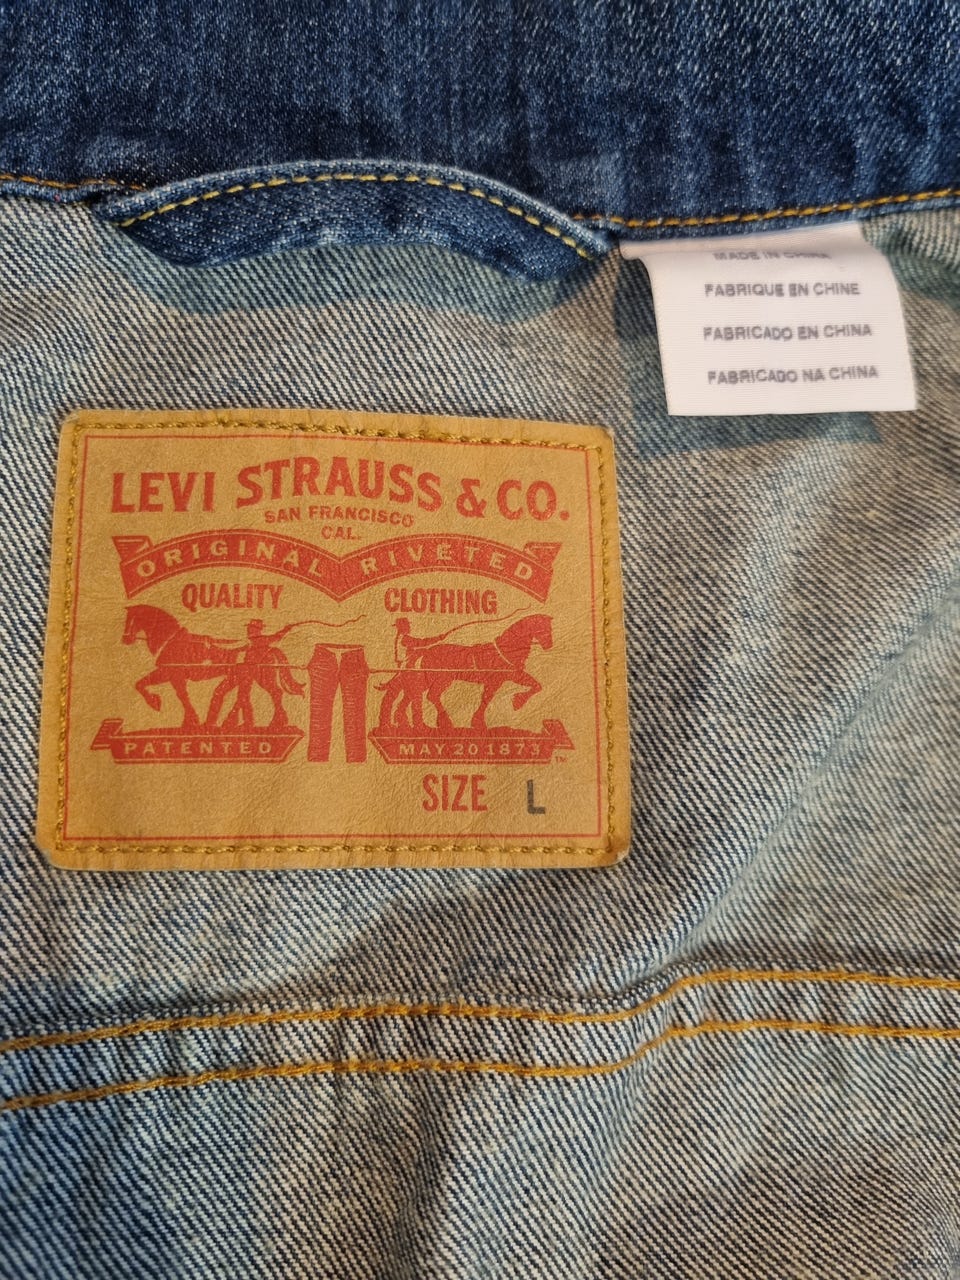 MADE IN CHINA
FABRIQUE EN CHINE
FABRICADO EN CHINA
FABRICADO NA CHINA
LEVI STRAUSS & CO.
SAN FRANCISCO
CAL.
ORIGINAL RIVETED
QUALITY CLOTHING
PATENTED MAY 20 1873 ™
SIZE L